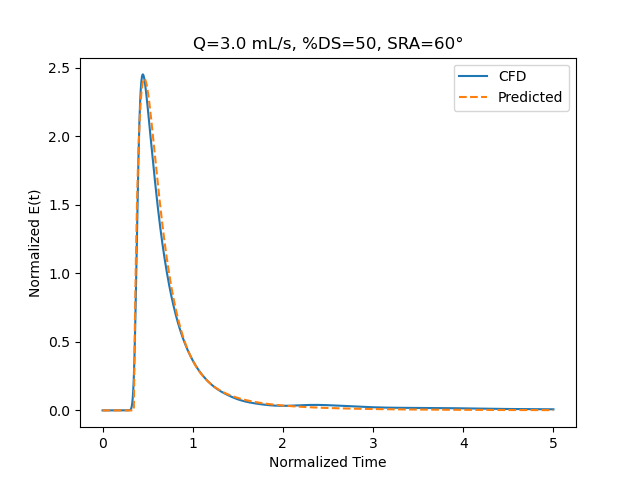 Q=3.0 mL/s, %DS=50, SRA=60°
CFD
Predicted
Normalized E(t)
2.5
2.0
1.5
1.0
0.5
0.0
0 1 2 3 4 5
Normalized Time